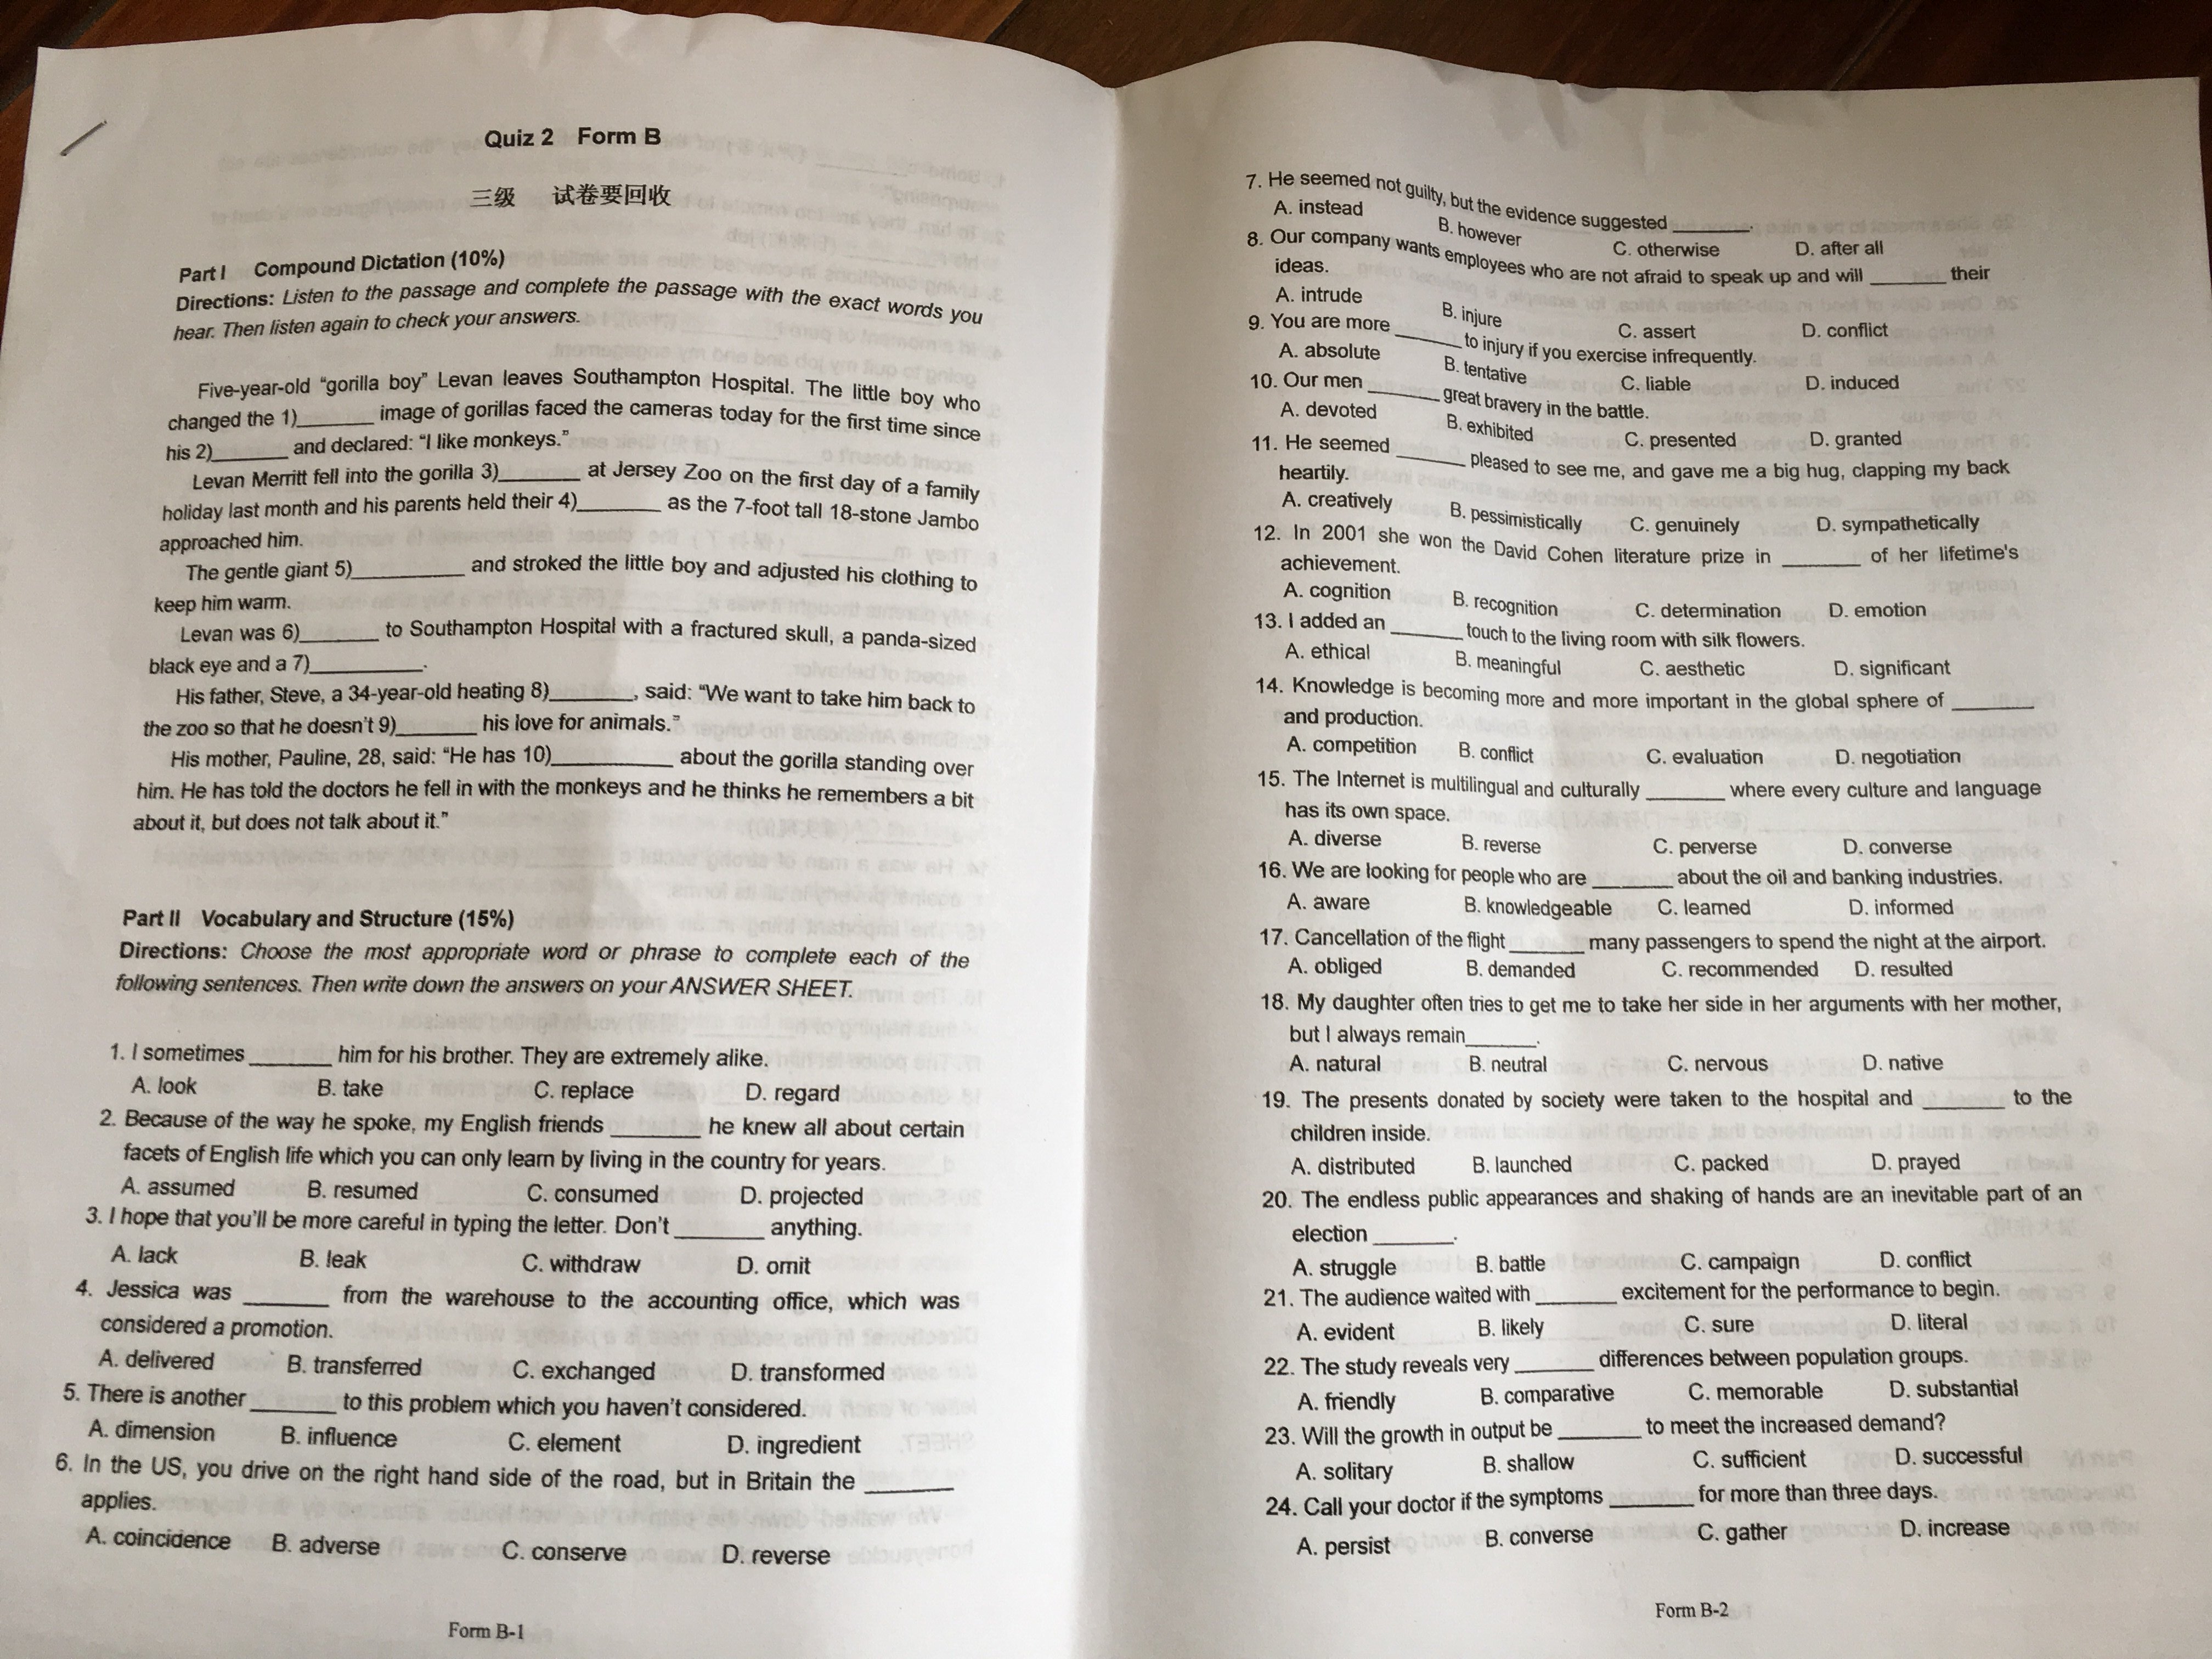 Quiz 2 Form B
三级 试卷要回收
Part I Compound Dictation (10%)
Directions: Listen to the passage and complete the passage with the exact words you
hear. Then listen again to check your answers.
Five-year-old “gorilla boy” Levan leaves Southampton Hospital. The little boy who
changed the 1)_______ image of gorillas faced the cameras today for the first time since
his 2)_______ and declared: “I like monkeys.”
Levan Merritt fell into the gorilla 3)_______ at Jersey Zoo on the first day of a family
holiday last month and his parents held their 4)_______ as the 7-foot tall 18-stone Jambo
approached him.
The gentle giant 5)__________ and stroked the little boy and adjusted his clothing to
keep him warm.
Levan was 6)_______ to Southampton Hospital with a fractured skull, a panda-sized
black eye and a 7)__________.
His father, Steve, a 34-year-old heating 8)_______, said: “We want to take him back to
the zoo so that he doesn’t 9)_______ his love for animals.”
His mother, Pauline, 28, said: “He has 10)__________ about the gorilla standing over
him. He has told the doctors he fell in with the monkeys and he thinks he remembers a bit
about it, but does not talk about it.”
Part II Vocabulary and Structure (15%)
Directions: Choose the most appropriate word or phrase to complete each of the
following sentences. Then write down the answers on your ANSWER SHEET.
1. I sometimes _______ him for his brother. They are extremely alike.
A. look B. take C. replace D. regard
2. Because of the way he spoke, my English friends _______ he knew all about certain
facets of English life which you can only learn by living in the country for years.
A. assumed B. resumed C. consumed D. projected
3. I hope that you’ll be more careful in typing the letter. Don’t _______ anything.
A. lack B. leak C. withdraw D. omit
4. Jessica was _______ from the warehouse to the accounting office, which was
considered a promotion.
A. delivered B. transferred C. exchanged D. transformed
5. There is another _______ to this problem which you haven’t considered.
A. dimension B. influence C. element D. ingredient
6. In the US, you drive on the right hand side of the road, but in Britain the _______
applies.
A. coincidence B. adverse C. conserve D. reverse
Form B-1
7. He seemed not guilty, but the evidence suggested _______.
A. instead B. however C. otherwise D. after all
8. Our company wants employees who are not afraid to speak up and will _______ their
ideas.
A. intrude B. injure C. assert D. conflict
9. You are more _______ to injury if you exercise infrequently.
A. absolute B. tentative C. liable D. induced
10. Our men _______ great bravery in the battle.
A. devoted B. exhibited C. presented D. granted
11. He seemed _______ pleased to see me, and gave me a big hug, clapping my back
heartily.
A. creatively B. pessimistically C. genuinely D. sympathetically
12. In 2001 she won the David Cohen literature prize in _______ of her lifetime's
achievement.
A. cognition B. recognition C. determination D. emotion
13. I added an _______ touch to the living room with silk flowers.
A. ethical B. meaningful C. aesthetic D. significant
14. Knowledge is becoming more and more important in the global sphere of _______
and production.
A. competition B. conflict C. evaluation D. negotiation
15. The Internet is multilingual and culturally _______ where every culture and language
has its own space.
A. diverse B. reverse C. perverse D. converse
16. We are looking for people who are _______ about the oil and banking industries.
A. aware B. knowledgeable C. learned D. informed
17. Cancellation of the flight _______ many passengers to spend the night at the airport.
A. obliged B. demanded C. recommended D. resulted
18. My daughter often tries to get me to take her side in her arguments with her mother,
but I always remain_______.
A. natural B. neutral C. nervous D. native
19. The presents donated by society were taken to the hospital and _______ to the
children inside.
A. distributed B. launched C. packed D. prayed
20. The endless public appearances and shaking of hands are an inevitable part of an
election _______.
A. struggle B. battle C. campaign D. conflict
21. The audience waited with _______ excitement for the performance to begin.
A. evident B. likely C. sure D. literal
22. The study reveals very _______ differences between population groups.
A. friendly B. comparative C. memorable D. substantial
23. Will the growth in output be _______ to meet the increased demand?
A. solitary B. shallow C. sufficient D. successful
24. Call your doctor if the symptoms _______ for more than three days.
A. persist B. converse C. gather D. increase
Form B-2